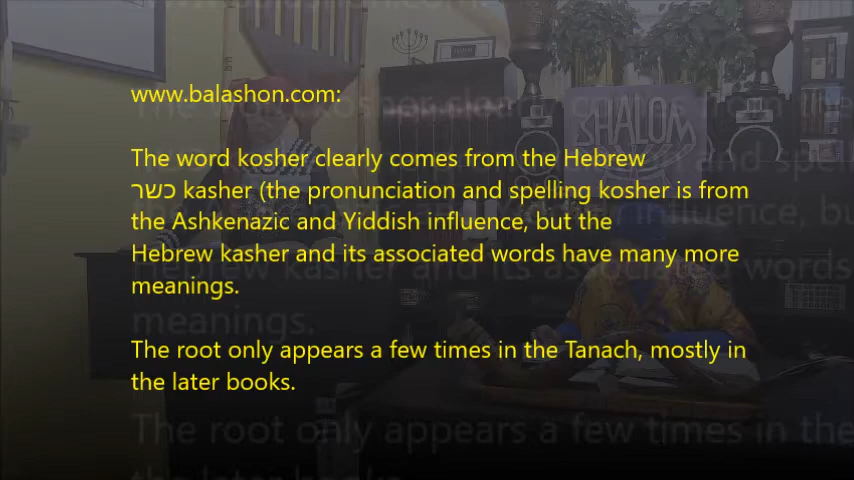 www.balashon.com:
The word kosher clearly comes from the Hebrew
כשר kasher (the pronunciation and spelling kosher is from
the Ashkenazic and Yiddish influence, but the
Hebrew kasher and its associated words have many more
meanings.
The root only appears a few times in the Tanach, mostly in
the later books.
SHALOM